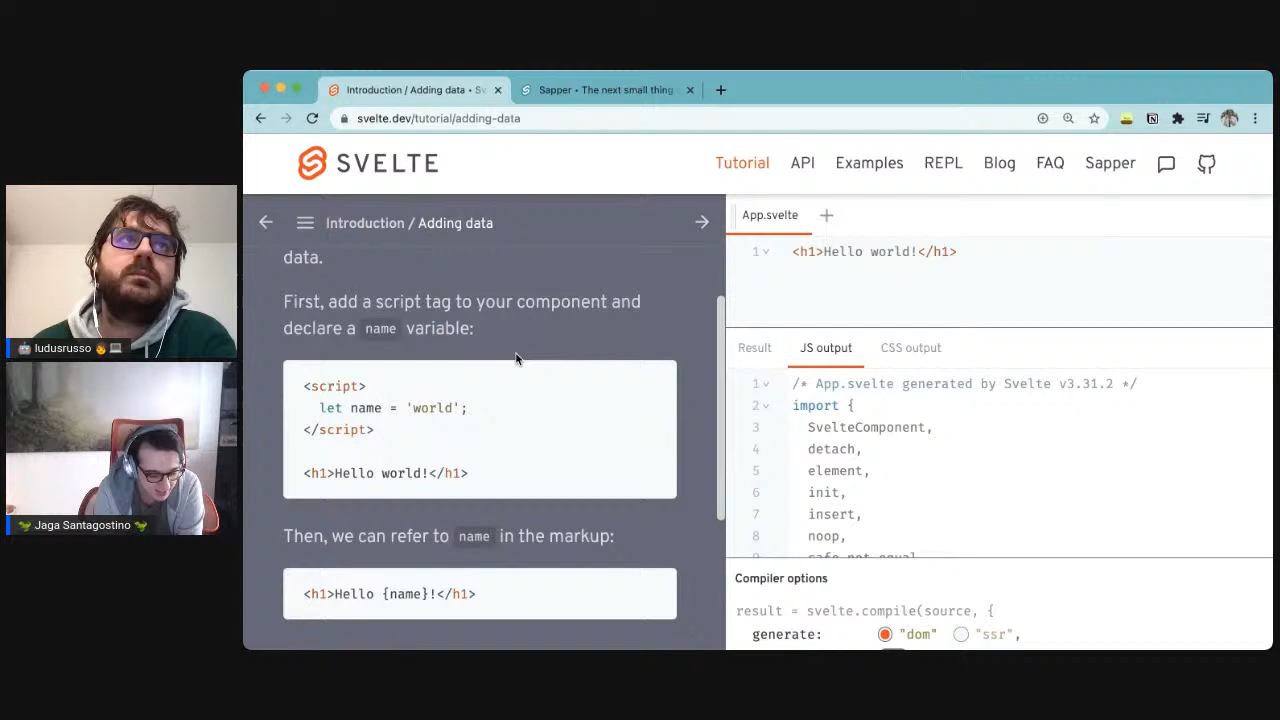 Introduction / Adding data • Sv
Sapper • The next small thing
svelte.dev/tutorial/adding-data
SVELTE
Tutorial API Examples REPL Blog FAQ Sapper
Introduction / Adding data
data.
First, add a script tag to your component and
declare a name variable:
<script>
let name = 'world';
</script>
<h1>Hello world!</h1>
Then, we can refer to name in the markup:
<h1>Hello {name}!</h1>
App.svelte
1 <h1>Hello world!</h1>
Result JS output CSS output
1 /* App.svelte generated by Svelte v3.31.2 */
2 import {
3 SvelteComponent,
4 detach,
5 element,
6 init,
7 insert,
8 noop,
9 safe_not_equal
Compiler options
result = svelte.compile(source, {
generate: "dom" "ssr",
ludusrusso
Jaga Santagostino